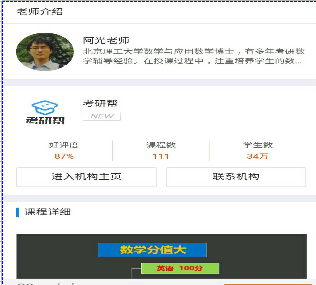 老师介绍
阿光老师
北京理工大学数学与应用数学博士，有多年考研数
学辅导经验。在授课过程中，注重培养学生的数...
考研帮
考研帮
NEW
好评度
课程数
学生数
87%
111
34万
进入机构主页
联系机构
课程详细
数学分值大
英语 100分